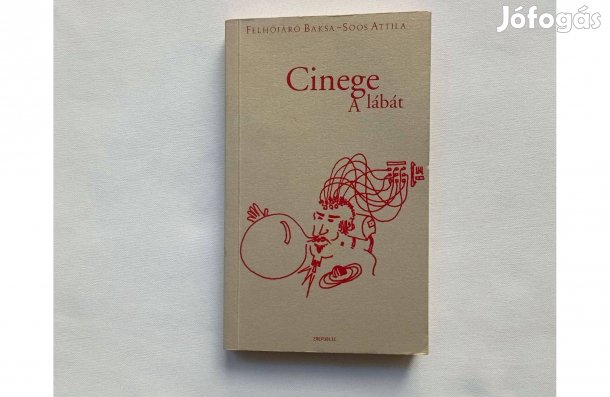 Jófogás
Felhőjáró Baksa-Soós Attila
Cinege
A lábát